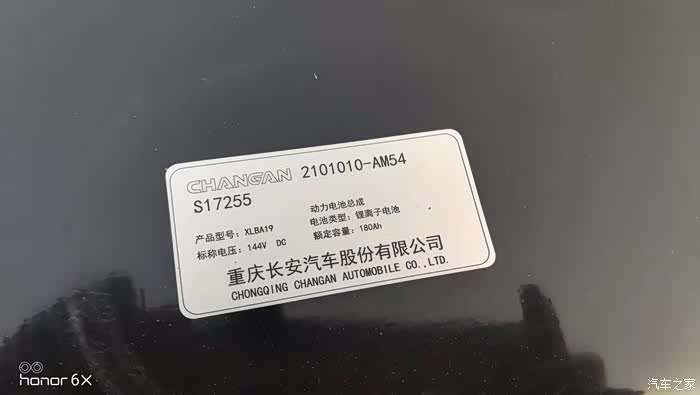 CHANGAN 2101010-AM54
S17255
动力电池总成
产品型号: XLBA19 电池类型: 锂离子电池
标称电压: 144V DC 额定容量: 180Ah
重庆长安汽车股份有限公司
CHONGQING CHANGAN AUTOMOBILE CO.,LTD.
honor 6X
汽车之家